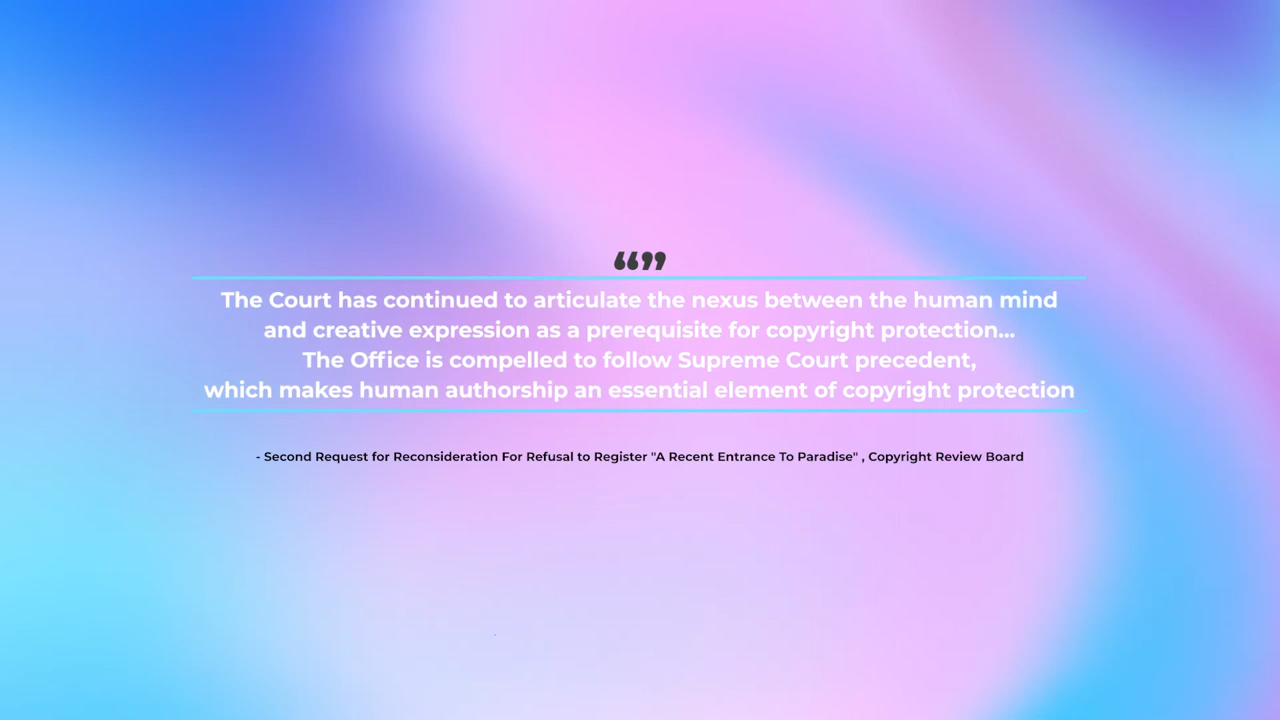 ““””
The Court has continued to articulate the nexus between the human mind
and creative expression as a prerequisite for copyright protection...
The Office is compelled to follow Supreme Court precedent,
which makes human authorship an essential element of copyright protection
- Second Request for Reconsideration For Refusal to Register "A Recent Entrance To Paradise" , Copyright Review Board